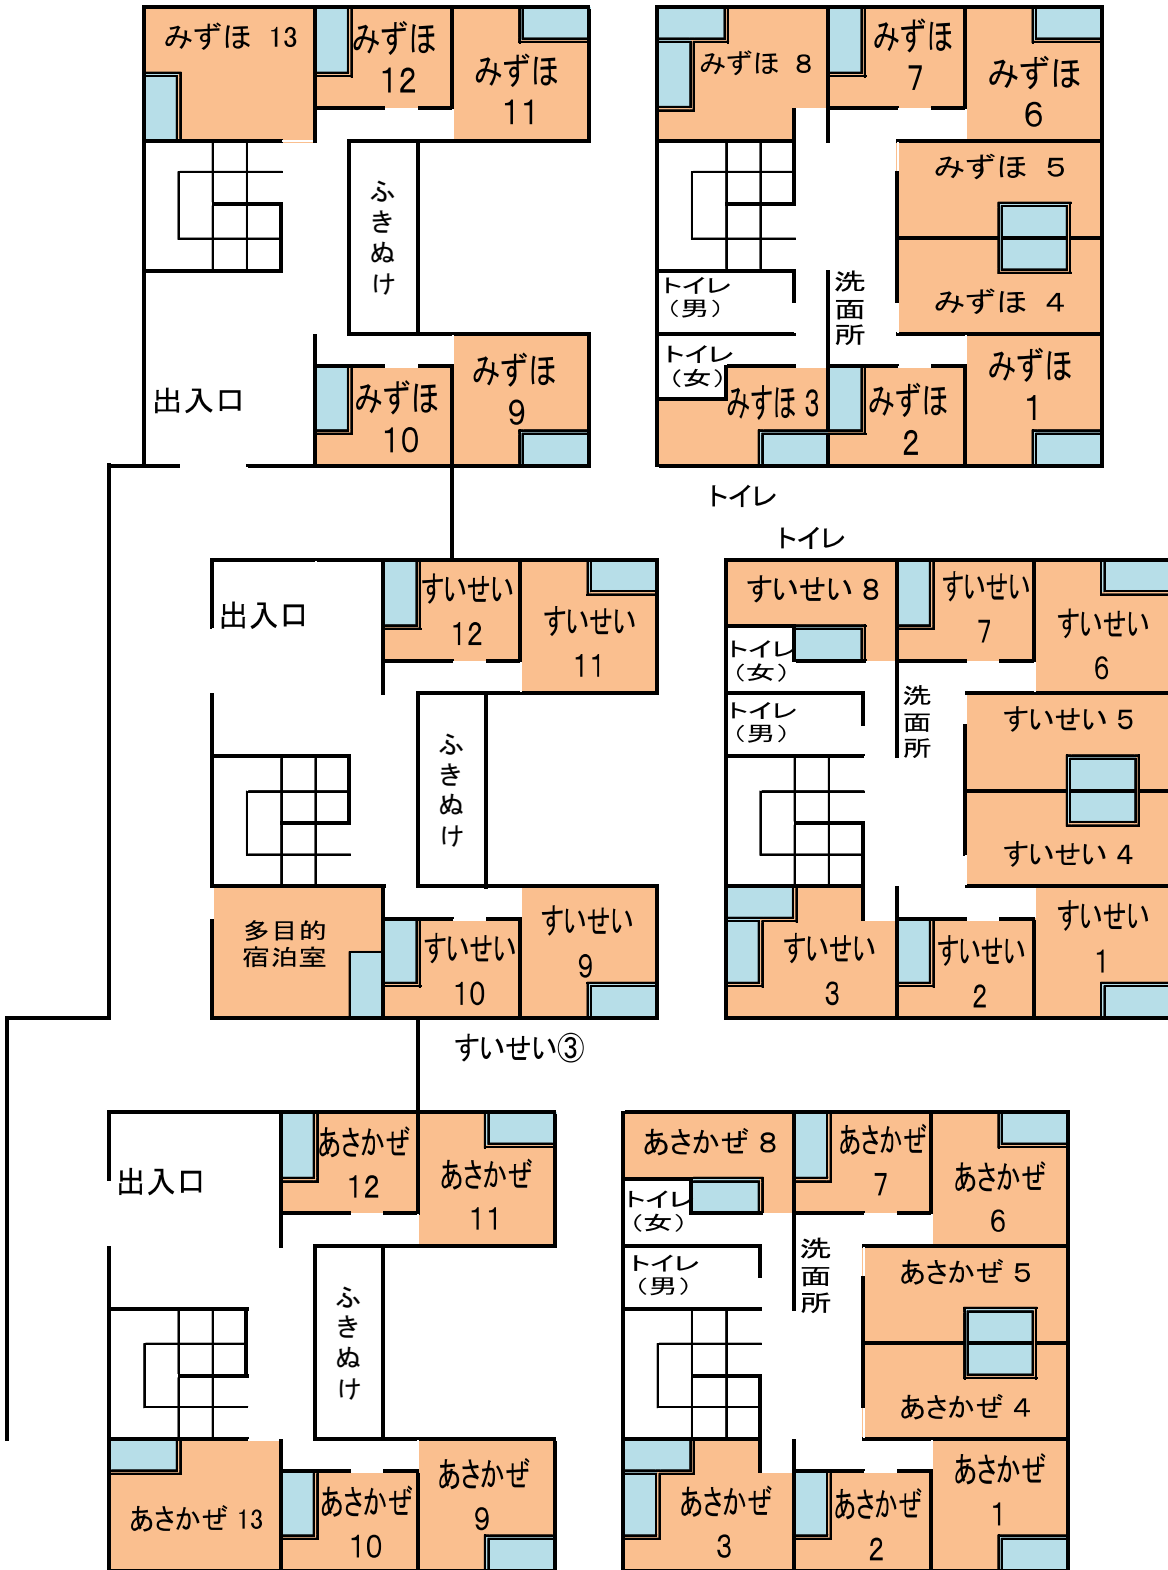 みずほ 13
みずほ
12
みずほ
11
ふきぬけ
出入口
みずほ
10
みずほ
9
みずほ 8
みずほ
7
みずほ
6
みずほ 5
みずほ 4
トイレ
（男）
洗面所
トイレ
（女）
みずほ 3
みずほ
2
みずほ
1
トイレ
トイレ
出入口
すいせい
12
すいせい
11
ふきぬけ
多目的
宿泊室
すいせい
10
すいせい
9
すいせい 8
すいせい
7
すいせい
6
トイレ
（女）
トイレ
（男）
洗面所
すいせい 5
すいせい 4
すいせい
3
すいせい
2
すいせい
1
すいせい③
出入口
あさかぜ
12
あさかぜ
11
ふきぬけ
あさかぜ 13
あさかぜ
10
あさかぜ
9
あさかぜ 8
あさかぜ
7
あさかぜ
6
トイレ
（女）
トイレ
（男）
洗面所
あさかぜ 5
あさかぜ 4
あさかぜ
3
あさかぜ
2
あさかぜ
1